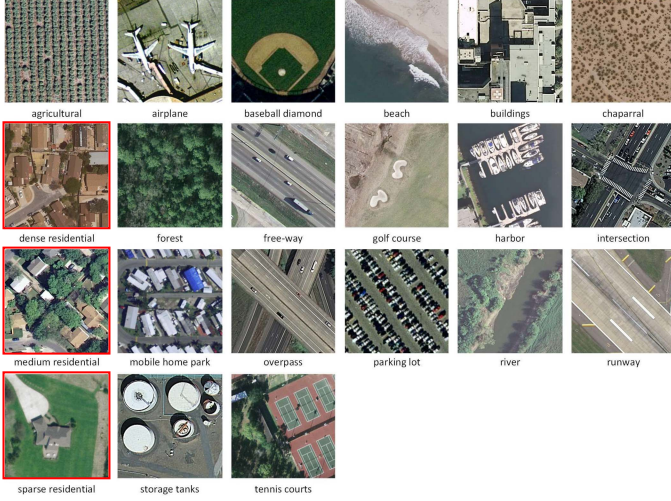 agricultural
airplane
baseball diamond
beach
buildings
chaparral
dense residential
forest
free-way
golf course
harbor
intersection
medium residential
mobile home park
overpass
parking lot
river
runway
sparse residential
storage tanks
tennis courts